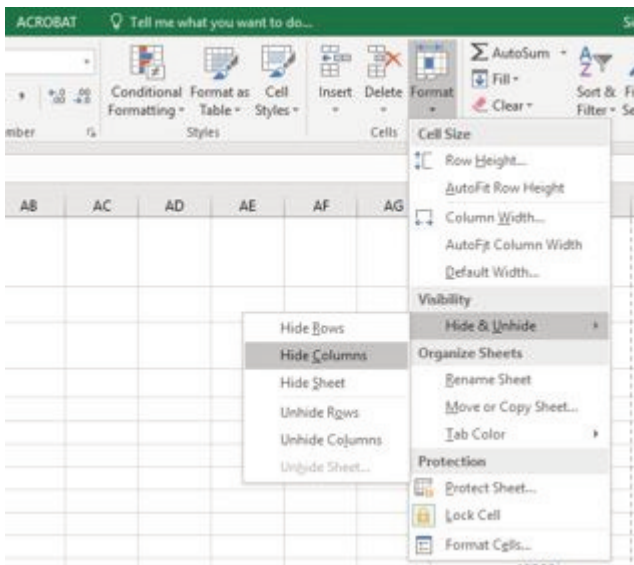 ACROBAT Tell me what you want to do...
AutoSum
Fill
Clear
Conditional Formatting
Format as Table
Cell Styles
Insert
Delete
Format
Sort &
Filter
Styles
Cells
AB AC AD AE AF AG
Cell Size
Row Height...
AutoFit Row Height
Column Width...
AutoFit Column Width
Default Width...
Visibility
Hide & Unhide
Hide Rows
Hide Columns
Hide Sheet
Unhide Rows
Unhide Columns
Unhide Sheet...
Organize Sheets
Rename Sheet
Move or Copy Sheet...
Tab Color
Protection
Protect Sheet...
Lock Cell
Format Cells...